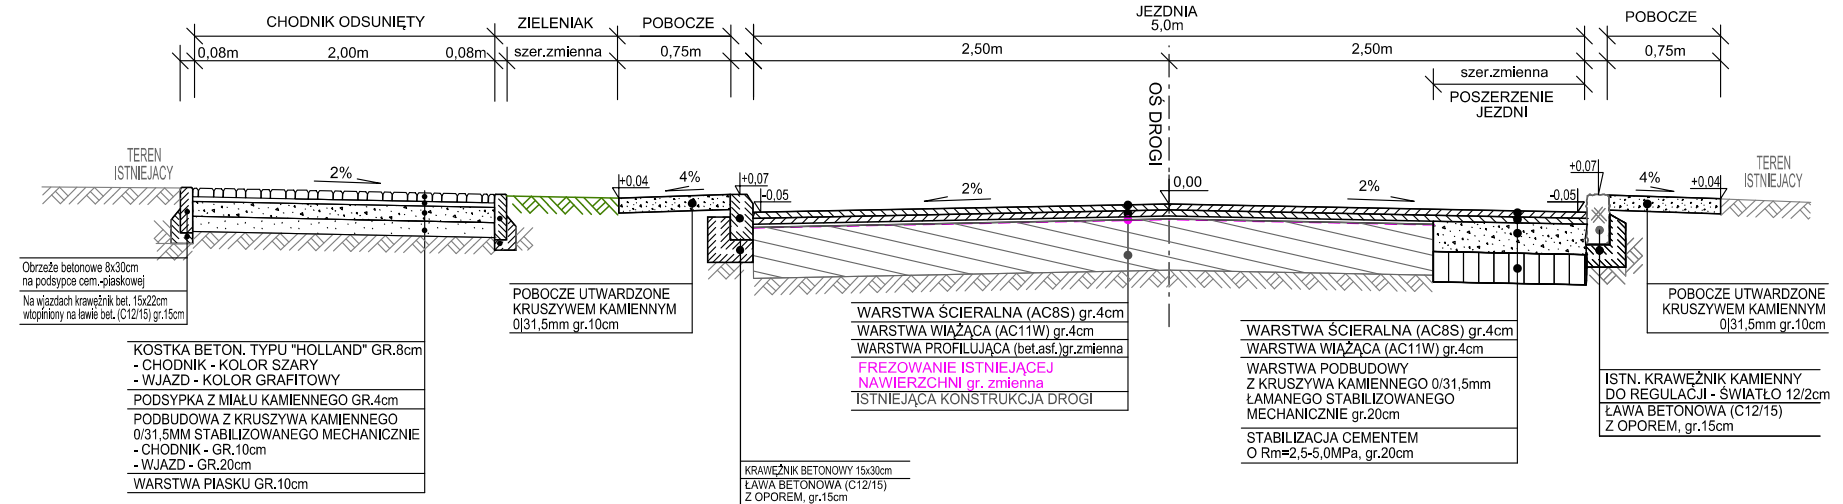 CHODNIK ODSUNIĘTY
ZIELENIAK
POBOCZE
JEZDNIA
5,0m
POBOCZE
0,08m
2,00m
0,08m
szer.zmienna
0,75m
2,50m
2,50m
0,75m
szer.zmienna
POSZERZENIE
JEZDNI
OŚ DROGI
TEREN
ISTNIEJACY
2%
+0,04
4%
+0,07
-0,05
2%
0,00
2%
-0,05
+0,07
4%
+0,04
TEREN
ISTNIEJACY
Obrzeże betonowe 8x30cm
na podsypce cem.-piaskowej
Na wjazdach krawężnik bet. 15x22cm
wtopiniony na ławie bet. (C12/15) gr.15cm
KOSTKA BETON. TYPU "HOLLAND" GR.8cm
- CHODNIK - KOLOR SZARY
- WJAZD - KOLOR GRAFITOWY
PODSYPKA Z MIAŁU KAMIENNEGO GR.4cm
PODBUDOWA Z KRUSZYWA KAMIENNEGO
0/31,5MM STABILIZOWANEGO MECHANICZNIE
- CHODNIK - GR.10cm
- WJAZD - GR.20cm
WARSTWA PIASKU GR.10cm
POBOCZE UTWARDZONE
KRUSZYWEM KAMIENNYM
0|31,5mm gr.10cm
KRAWĘŻNIK BETONOWY 15x30cm
ŁAWA BETONOWA (C12/15)
Z OPOREM, gr.15cm
WARSTWA ŚCIERALNA (AC8S) gr.4cm
WARSTWA WIĄŻĄCA (AC11W) gr.4cm
WARSTWA PROFILUJĄCA (bet.asf.)gr.zmienna
FREZOWANIE ISTNIEJĄCEJ
NAWIERZCHNI gr. zmienna
ISTNIEJĄCA KONSTRUKCJA DROGI
WARSTWA ŚCIERALNA (AC8S) gr.4cm
WARSTWA WIĄŻĄCA (AC11W) gr.4cm
WARSTWA PODBUDOWY
Z KRUSZYWA KAMIENNEGO 0/31,5mm
ŁAMANEGO STABILIZOWANEGO
MECHANICZNIE gr.20cm
STABILIZACJA CEMENTEM
O Rm=2,5-5,0MPa, gr.20cm
POBOCZE UTWARDZONE
KRUSZYWEM KAMIENNYM
0|31,5mm gr.10cm
ISTN. KRAWĘŻNIK KAMIENNY
DO REGULACJI - ŚWIATŁO 12/2cm
ŁAWA BETONOWA (C12/15)
Z OPOREM, gr.15cm